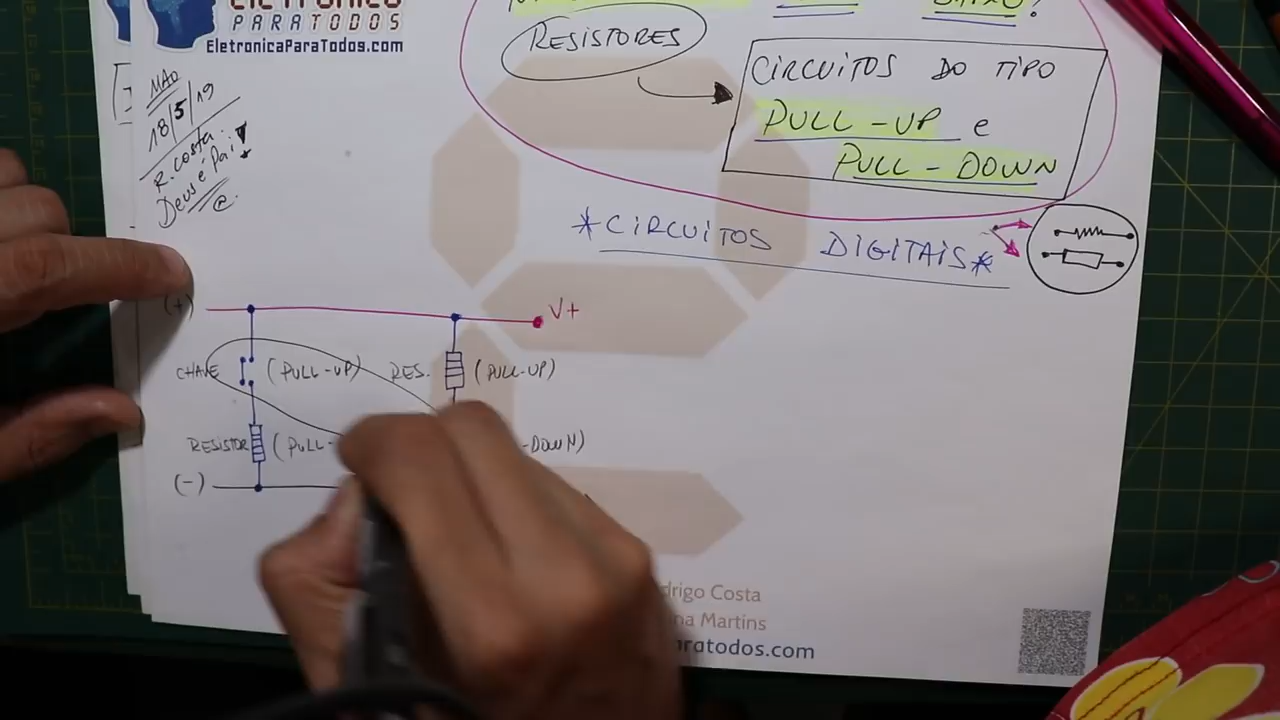 PARATODOS
EletronicaParaTodos.com
RESISTORES
CIRCUITOS DO TIPO
PULL-UP e
PULL-DOWN
*CIRCUITOS DIGITAIS*
MAO
18/5/19
R. Costa
Deus é Pai!
@
(+)
V+
CHAVE
(PULL-UP)
RES.
(PULL-UP)
RESISTOR
(PULL-
-DOWN)
(-)
drigo Costa
na Martins
aratodos.com